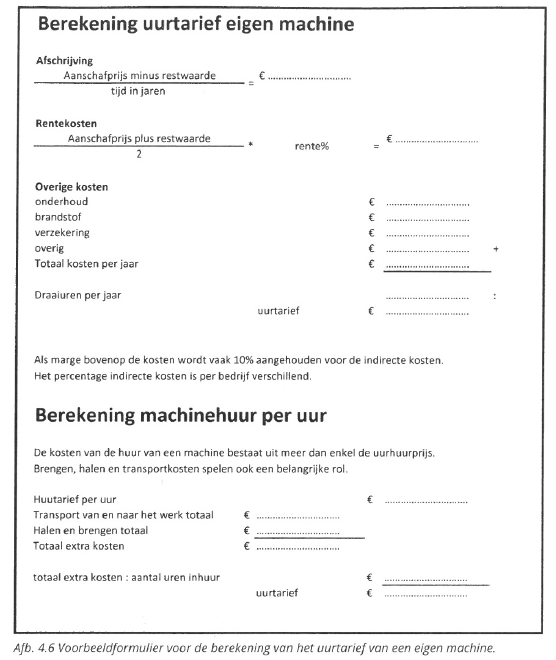 Berekening uurtarief eigen machine
Afschrijving
Aanschafprijs minus restwaarde
tijd in jaren
= € ..............................
Rentekosten
Aanschafprijs plus restwaarde
2
* rente% = € ..............................
Overige kosten
onderhoud € ..............................
brandstof € ..............................
verzekering € ..............................
overig € .............................. +
Totaal kosten per jaar € ..............................
Draaiuren per jaar .............................. :
uurtarief € ..............................
Als marge bovenop de kosten wordt vaak 10% aangehouden voor de indirecte kosten.
Het percentage indirecte kosten is per bedrijf verschillend.
Berekening machinehuur per uur
De kosten van de huur van een machine bestaat uit meer dan enkel de uurhuurprijs.
Brengen, halen en transportkosten spelen ook een belangrijke rol.
Huutarief per uur € ..............................
Transport van en naar het werk totaal € ..............................
Halen en brengen totaal € ..............................
Totaal extra kosten € ..............................
totaal extra kosten : aantal uren inhuur € ..............................
uurtarief € ..............................
Afb. 4.6 Voorbeeldformulier voor de berekening van het uurtarief van een eigen machine.